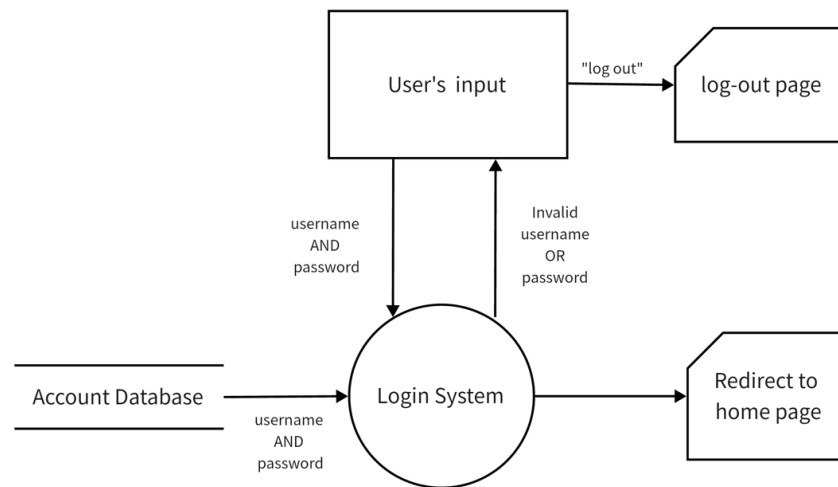 User's input
"log out"
log-out page
username
AND
password
Invalid
username
OR
password
Account Database
username
AND
password
Login System
Redirect to
home page